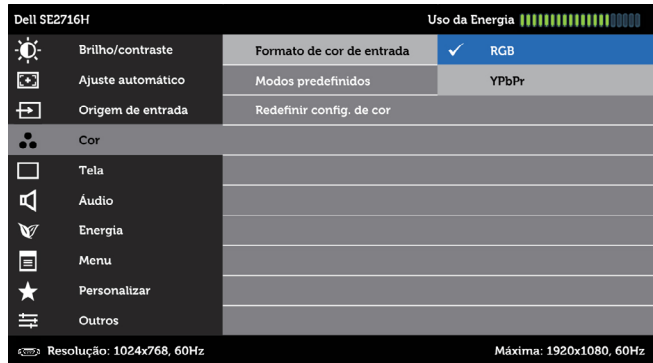 Dell SE2716H Uso da Energia
Brilho/contraste Formato de cor de entrada RGB
Ajuste automático Modos predefinidos YPbPr
Origem de entrada Redefinir config. de cor
Cor
Tela
Áudio
Energia
Menu
Personalizar
Outros
Resolução: 1024x768, 60Hz Máxima: 1920x1080, 60Hz